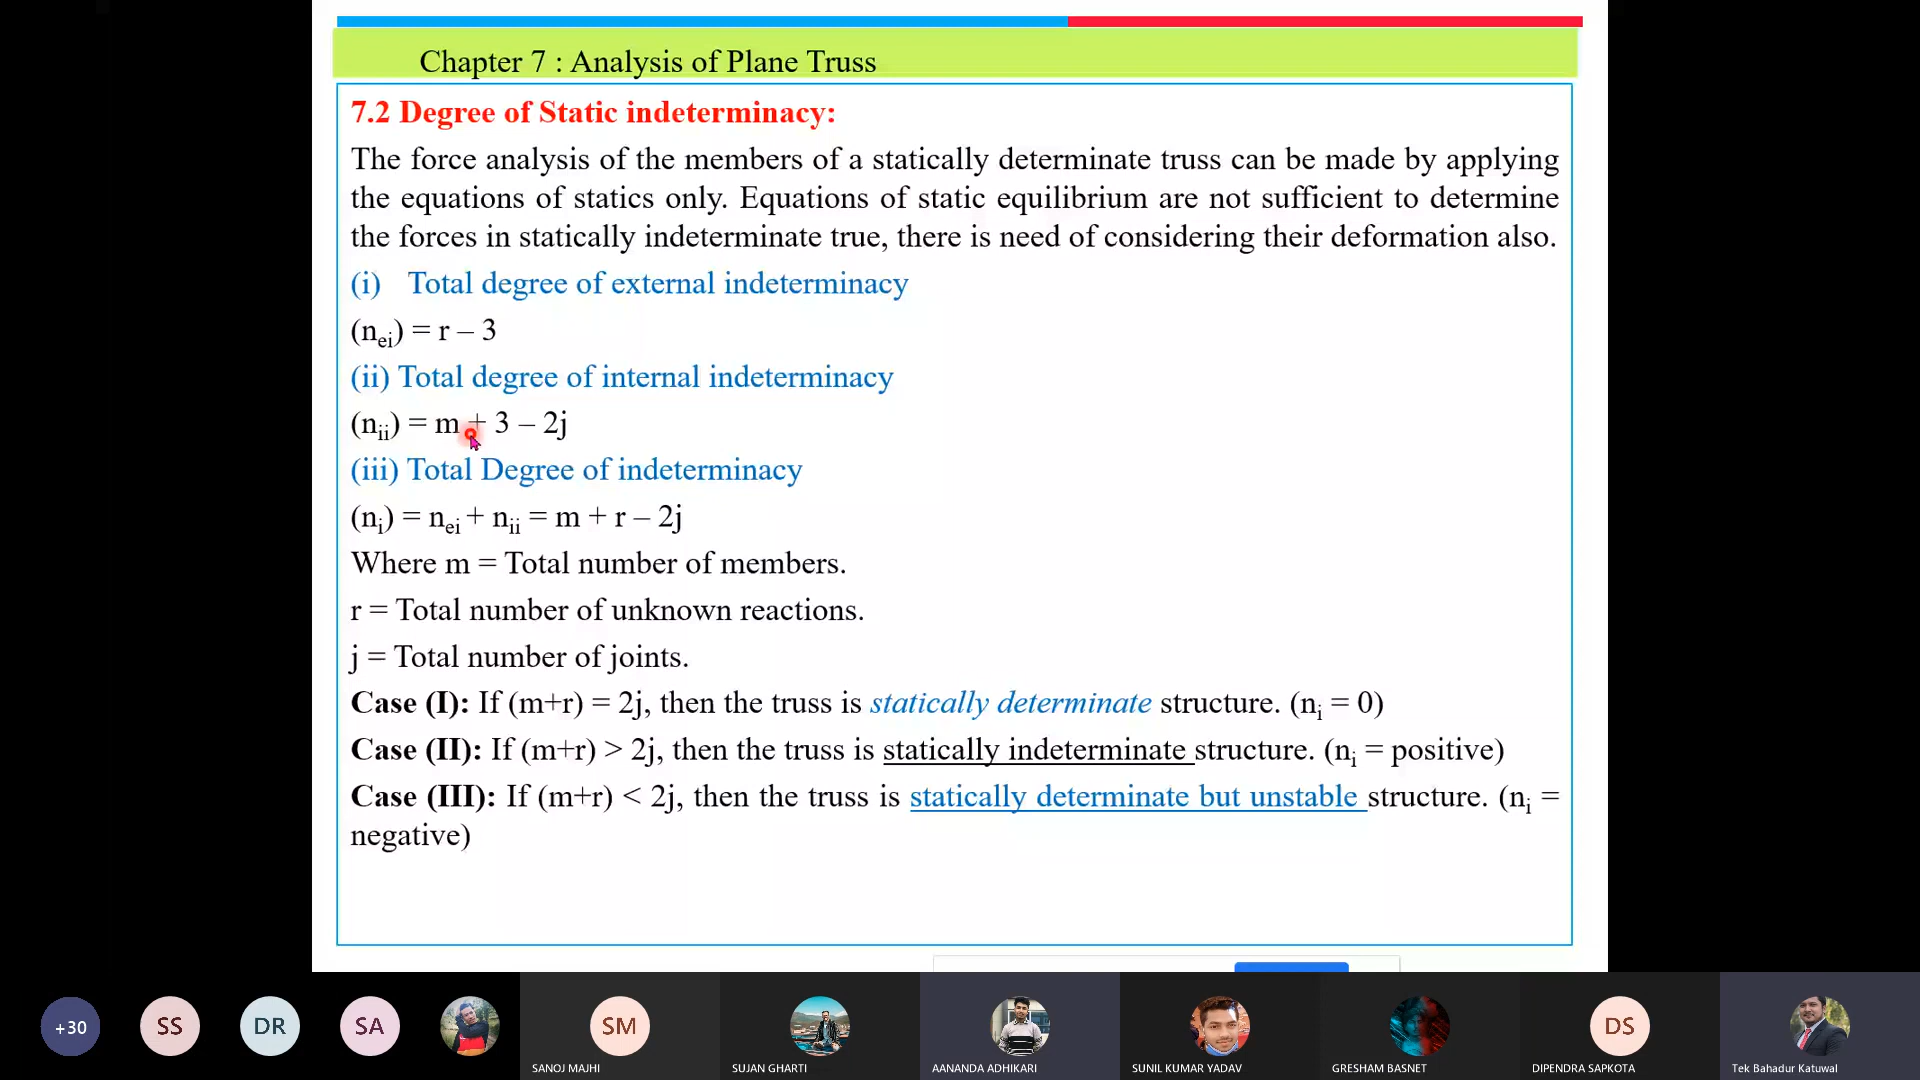 Chapter 7 : Analysis of Plane Truss
7.2 Degree of Static indeterminacy:
The force analysis of the members of a statically determinate truss can be made by applying
the equations of statics only. Equations of static equilibrium are not sufficient to determine
the forces in statically indeterminate true, there is need of considering their deformation also.
(i) Total degree of external indeterminacy
(nei) = r – 3
(ii) Total degree of internal indeterminacy
(nii) = m + 3 – 2j
(iii) Total Degree of indeterminacy
(ni) = nei + nii = m + r – 2j
Where m = Total number of members.
r = Total number of unknown reactions.
j = Total number of joints.
Case (I): If (m+r) = 2j, then the truss is statically determinate structure. (ni = 0)
Case (II): If (m+r) > 2j, then the truss is statically indeterminate structure. (ni = positive)
Case (III): If (m+r) < 2j, then the truss is statically determinate but unstable structure. (ni =
negative)
+30 SS DR SA SM DS
SANOJ MAJHI SUJAN GHARTI AANANDA ADHIKARI SUNIL KUMAR YADAV GRESHAM BASNET DIPENDRA SAPKOTA Tek Bahadur Katuwal